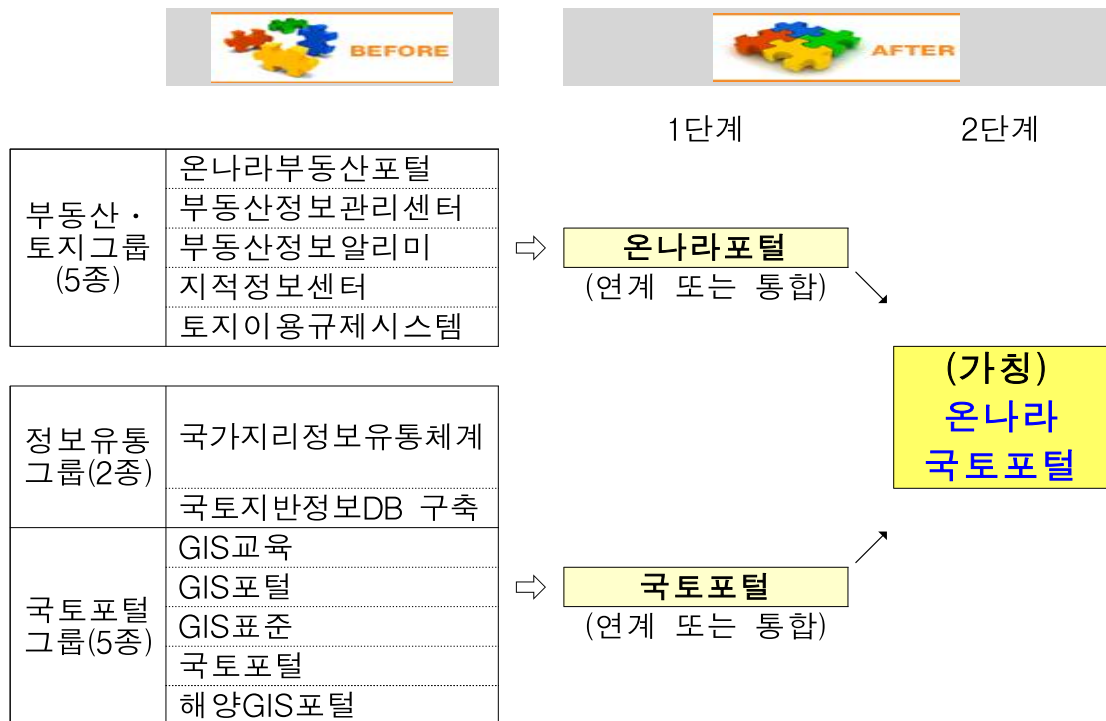 BEFORE
AFTER
1단계
2단계
부동산・
토지그룹
(5종)
온나라부동산포털
부동산정보관리센터
부동산정보알리미
지적정보센터
토지이용규제시스템
⇨
온나라포털
(연계 또는 통합)
정보유통
그룹(2종)
국가지리정보유통체계
국토지반정보DB 구축
국토포털
그룹(5종)
GIS교육
GIS포털
GIS표준
국토포털
해양GIS포털
⇨
국토포털
(연계 또는 통합)
(가칭)
온나라
국토포털